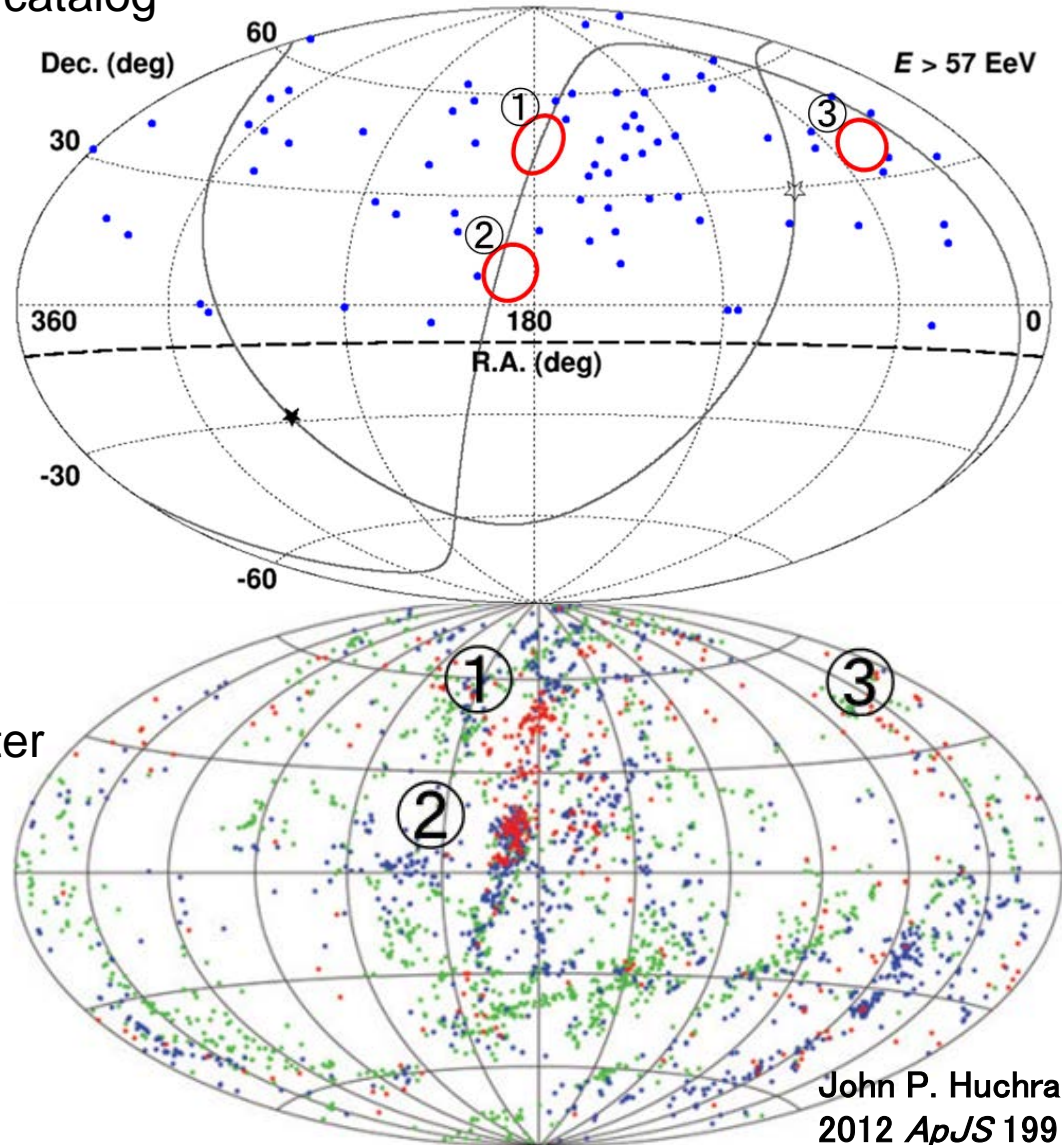 catalog
60
Dec. (deg)
E > 57 EeV
①
③
30
②
360
180
0
R.A. (deg)
-30
-60
①
③
ter
②
John P. Huchra
2012 ApJS 199